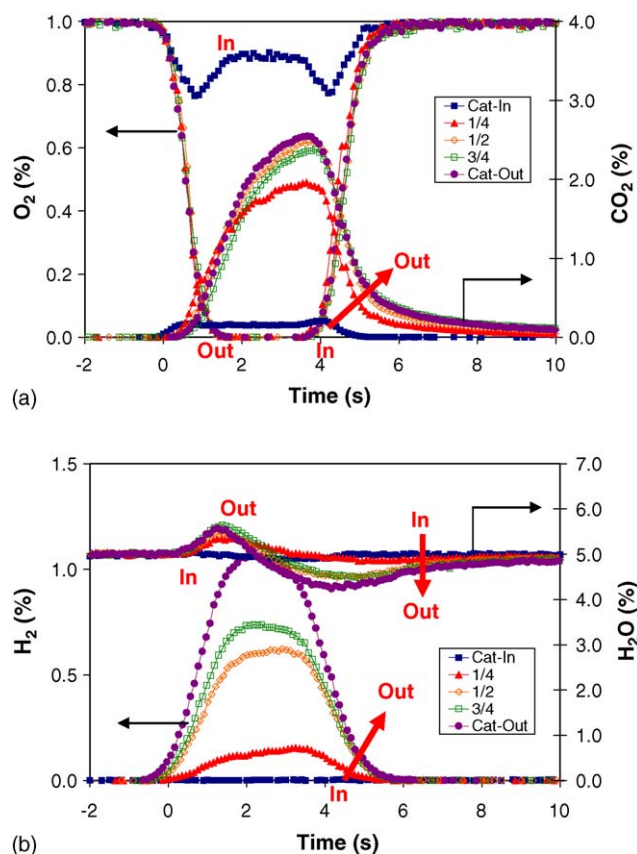 1.0
0.8
0.6
0.4
0.2
0.0
O2 (%)
4.0
3.0
2.0
1.0
0.0
CO2 (%)
In
Cat-In
1/4
1/2
3/4
Cat-Out
Out
Out
In
-2 0 2 4 6 8 10
Time (s)
(a)
1.5
1.0
0.5
0.0
H2 (%)
7.0
6.0
5.0
4.0
3.0
2.0
1.0
0.0
H2O (%)
Out
In
In
Out
Cat-In
1/4
1/2
3/4
Cat-Out
Out
In
-2 0 2 4 6 8 10
Time (s)
(b)